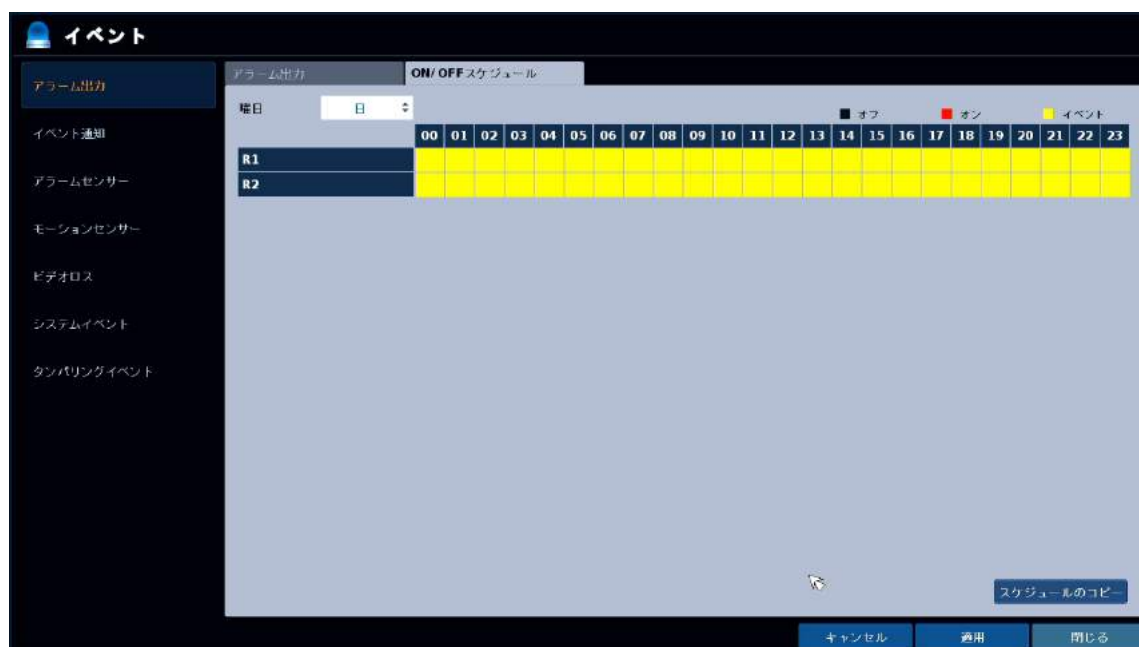 イベント
アラーム出力
イベント通知
アラームセンサー
モーションセンサー
ビデオロス
システムイベント
タンパリングイベント
アラーム出力 ON/OFFスケジュール
曜日 日
オフ オン イベント
00 01 02 03 04 05 06 07 08 09 10 11 12 13 14 15 16 17 18 19 20 21 22 23
R1
R2
スケジュールのコピー
キャンセル 適用 閉じる